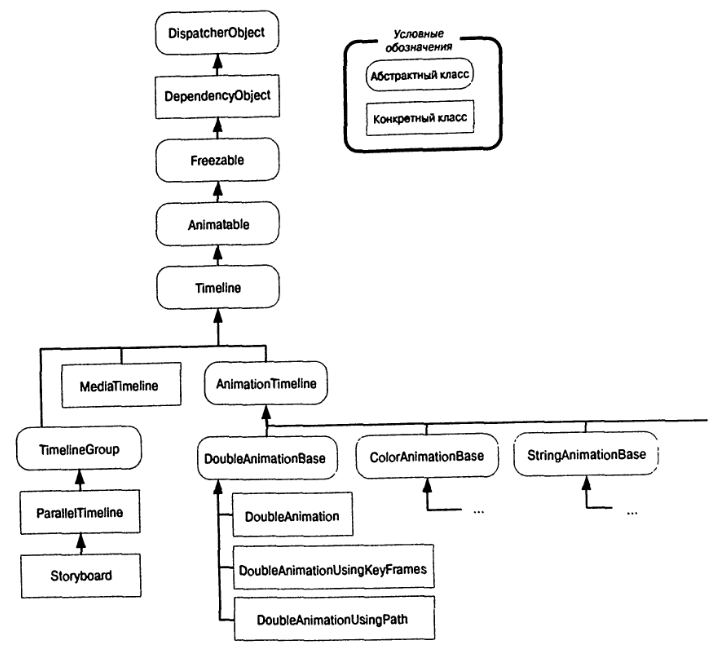 DispatcherObject
Условные
обозначения
Абстрактный класс
DependencyObject
Конкретный класс
Freezable
Animatable
Timeline
MediaTimeline
AnimationTimeline
TimelineGroup
DoubleAnimationBase
ColorAnimationBase
StringAnimationBase
ParallelTimeline
DoubleAnimation
...
...
Storyboard
DoubleAnimationUsingKeyFrames
DoubleAnimationUsingPath